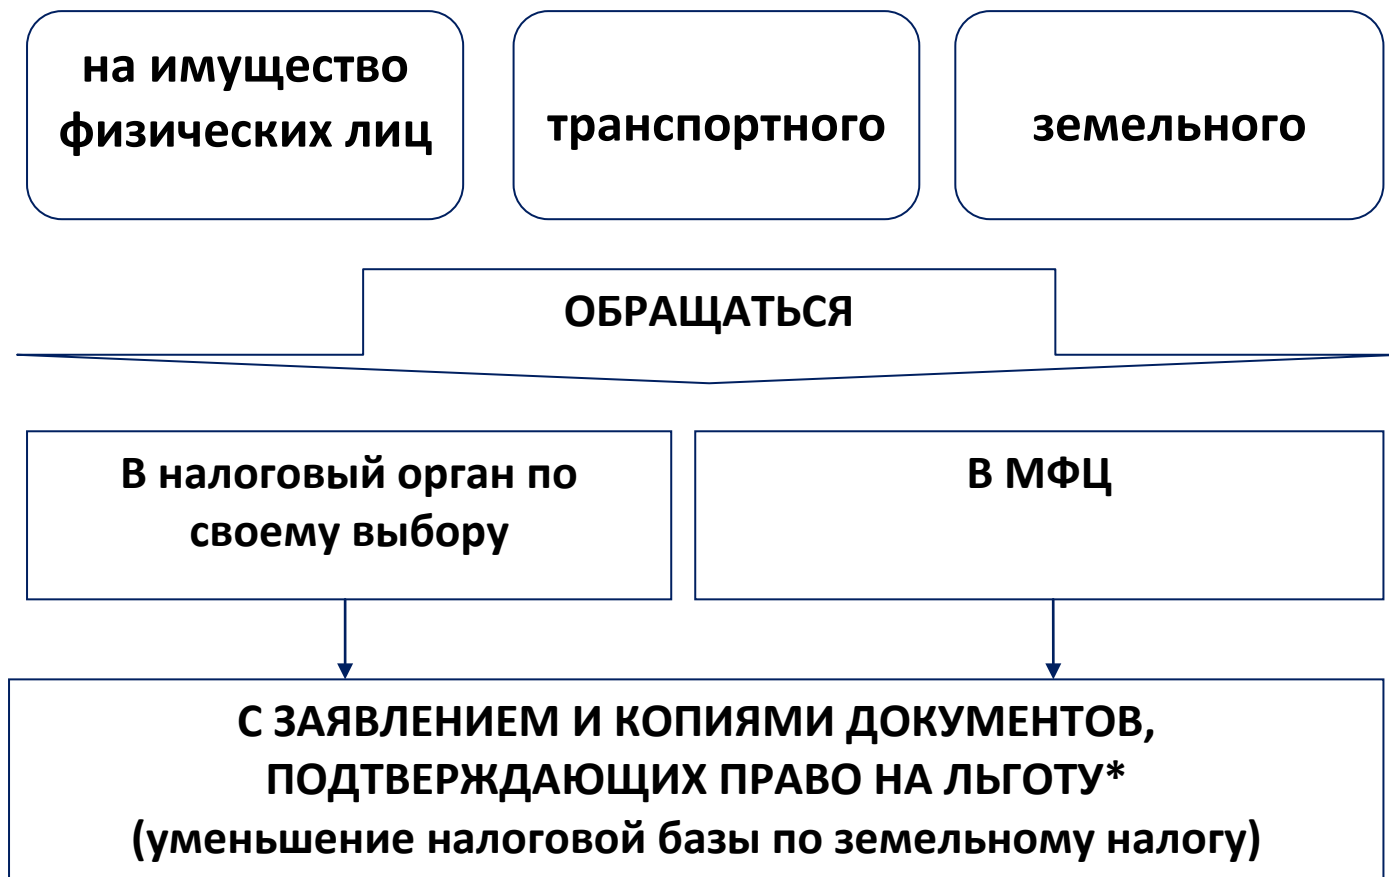 на имущество
физических лиц
транспортного
земельного
ОБРАЩАТЬСЯ
В налоговый орган по
своему выбору
В МФЦ
С ЗАЯВЛЕНИЕМ И КОПИЯМИ ДОКУМЕНТОВ,
ПОДТВЕРЖДАЮЩИХ ПРАВО НА ЛЬГОТУ*
(уменьшение налоговой базы по земельному налогу)